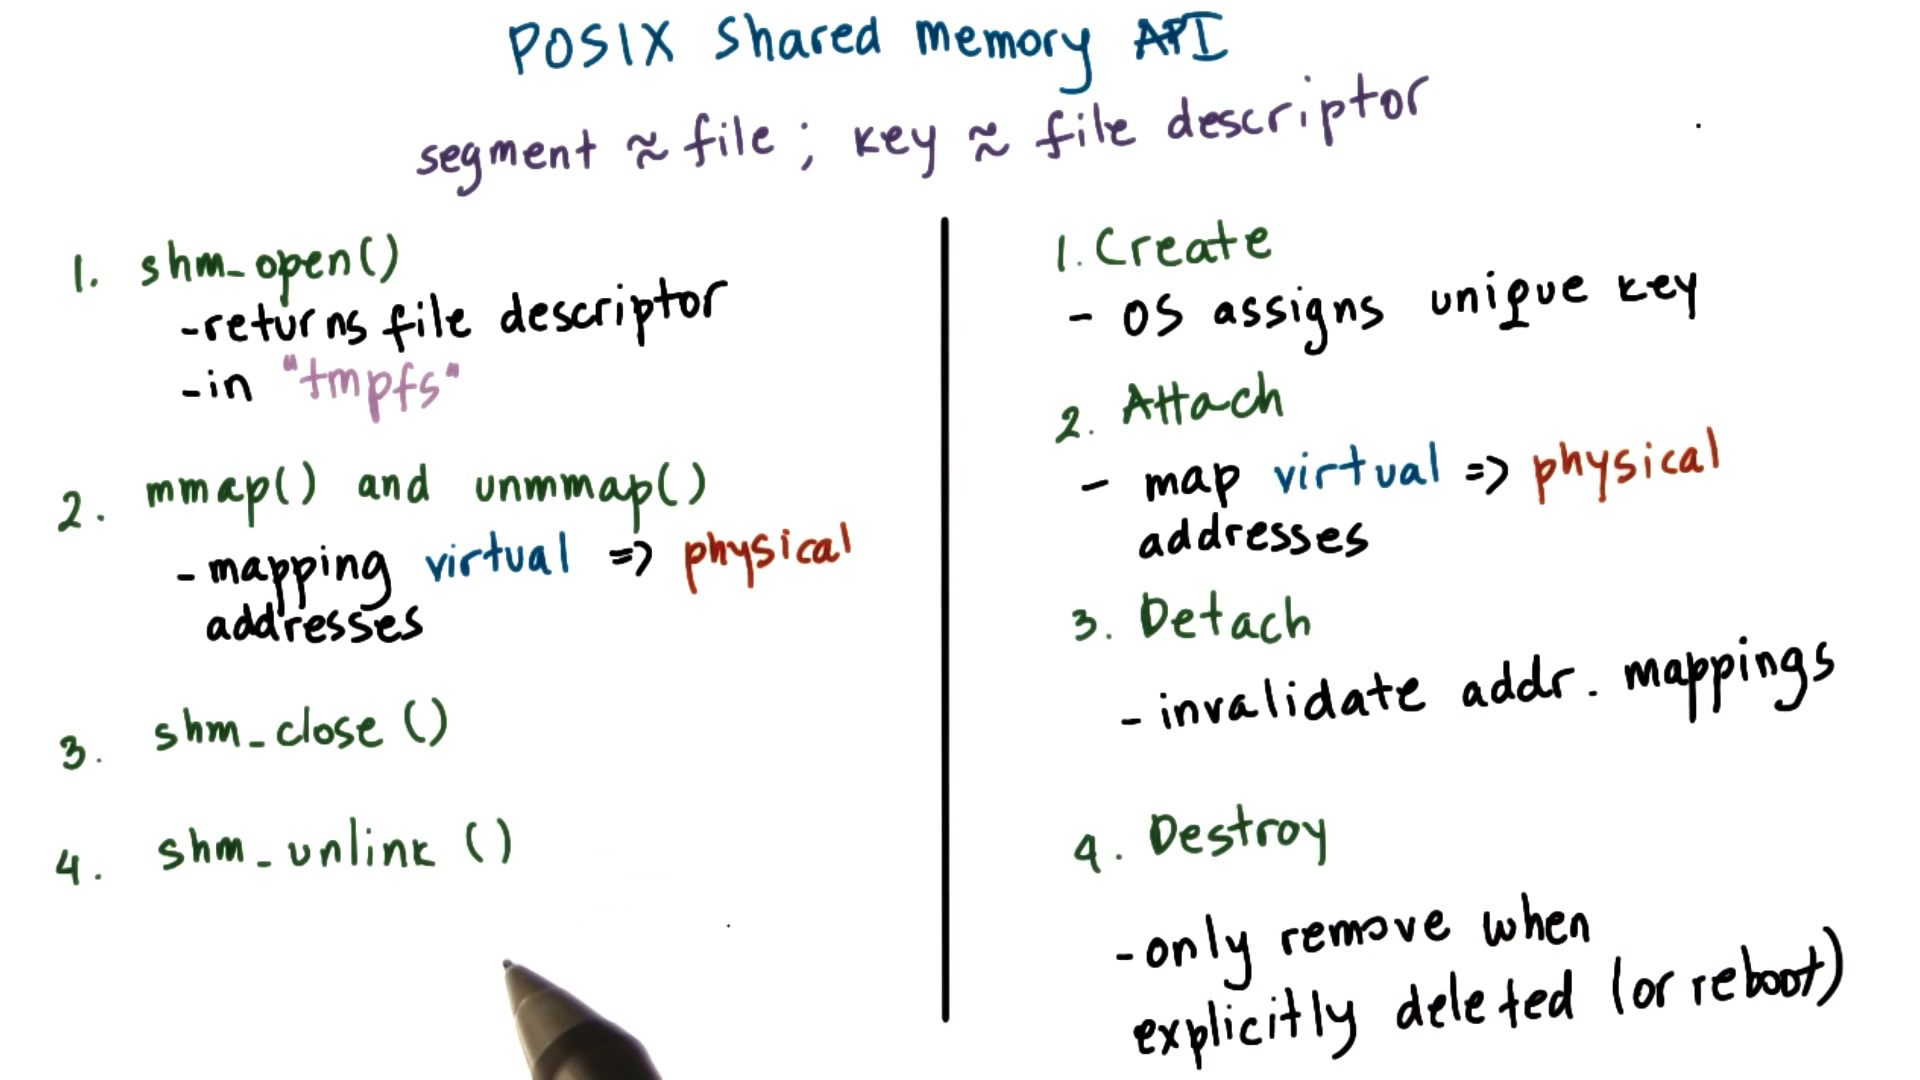 POSIX Shared Memory API
segment ≈ file ; key ≈ file descriptor
1. shm_open()
-returns file descriptor
-in "tmpfs"
2. mmap() and unmmap()
-mapping virtual => physical
addresses
3. shm_close ()
4. shm_unlink ()
1. Create
- OS assigns unique key
2. Attach
- map virtual => physical
addresses
3. Detach
-invalidate addr. mappings
4. Destroy
-only remove when
explicitly deleted (or reboot)